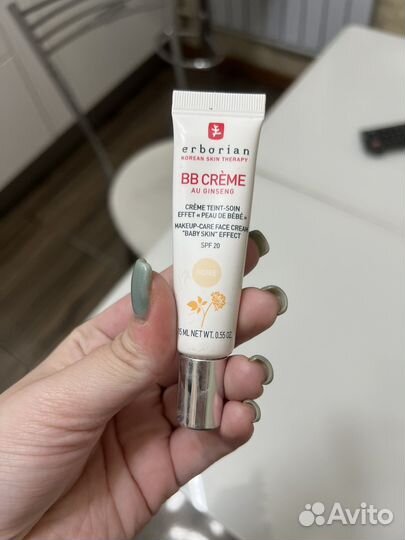 erborian
KOREAN SKIN THERAPY
BB CRÈME
AU GINSENG
CRÈME TEINT-SOIN
EFFET « PEAU DE BÉBÉ »
MAKEUP-CARE FACE CREAM
"BABY SKIN" EFFECT
SPF 20
15 ML NET WT. 0.55 OZ.
Avito